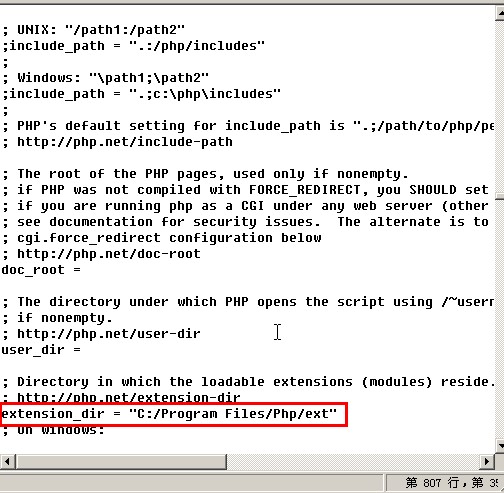 ; UNIX: "/path1:/path2"
;include_path = ".:/php/includes"
;
; Windows: "\path1;\path2"
;include_path = ".;c:\php\includes"
;
; PHP's default setting for include_path is ".;/path/to/php/pe
; http://php.net/include-path
; The root of the PHP pages, used only if nonempty.
; if PHP was not compiled with FORCE_REDIRECT, you SHOULD set
; if you are running php as a CGI under any web server (other
; see documentation for security issues.  The alternate is to
; cgi.force_redirect configuration below
; http://php.net/doc-root
doc_root =
; The directory under which PHP opens the script using /~usern
; if nonempty.
; http://php.net/user-dir
user_dir =
; Directory in which the loadable extensions (modules) reside.
; http://php.net/extension-dir
extension_dir = "C:/Program Files/Php/ext"
; On windows:
第 807 行，第